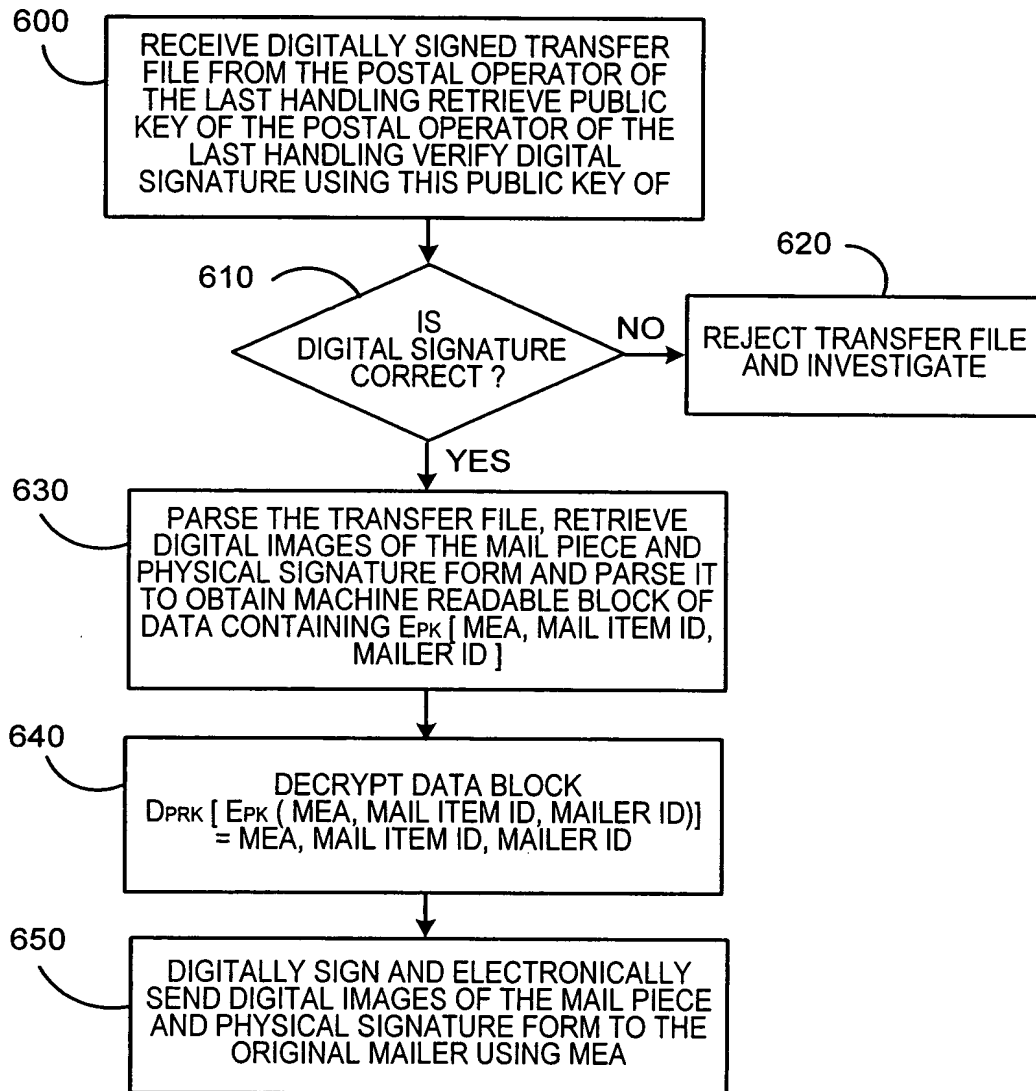 600
RECEIVE DIGITALLY SIGNED TRANSFER
FILE FROM THE POSTAL OPERATOR OF
THE LAST HANDLING RETRIEVE PUBLIC
KEY OF THE POSTAL OPERATOR OF THE
LAST HANDLING VERIFY DIGITAL
SIGNATURE USING THIS PUBLIC KEY OF
610
IS
DIGITAL SIGNATURE
CORRECT ?
NO
620
REJECT TRANSFER FILE
AND INVESTIGATE
YES
630
PARSE THE TRANSFER FILE, RETRIEVE
DIGITAL IMAGES OF THE MAIL PIECE AND
PHYSICAL SIGNATURE FORM AND PARSE IT
TO OBTAIN MACHINE READABLE BLOCK OF
DATA CONTAINING EPK [ MEA, MAIL ITEM ID,
MAILER ID ]
640
DECRYPT DATA BLOCK
DPRK [ EPK ( MEA, MAIL ITEM ID, MAILER ID)]
= MEA, MAIL ITEM ID, MAILER ID
650
DIGITALLY SIGN AND ELECTRONICALLY
SEND DIGITAL IMAGES OF THE MAIL PIECE
AND PHYSICAL SIGNATURE FORM TO THE
ORIGINAL MAILER USING MEA